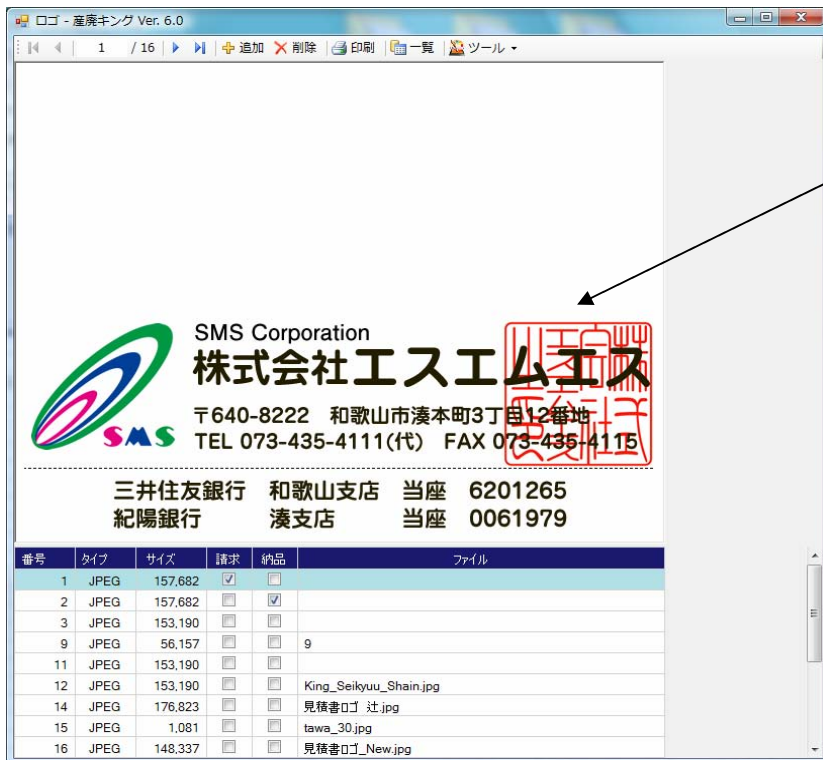 ロゴ - 産廃キング Ver. 6.0
1 / 16 追加 削除 印刷 一覧 ツール
SMS Corporation
株式会社エスエムエス
〒640-8222 和歌山市湊本町3丁目12番地
SMS TEL 073-435-4111(代) FAX 073-435-4115
三井住友銀行 和歌山支店 当座 6201265
紀陽銀行 湊支店 当座 0061979
番号 タイプ サイズ 請求 納品 ファイル
1 JPEG 157,682
2 JPEG 157,682
3 JPEG 153,190
9 JPEG 56,157 9
11 JPEG 153,190
12 JPEG 153,190 King_Seikyuu_Shain.jpg
14 JPEG 176,823 見積書ロゴ 辻.jpg
15 JPEG 1,081 tawa_30.jpg
16 JPEG 148,337 見積書ロゴ_New.jpg